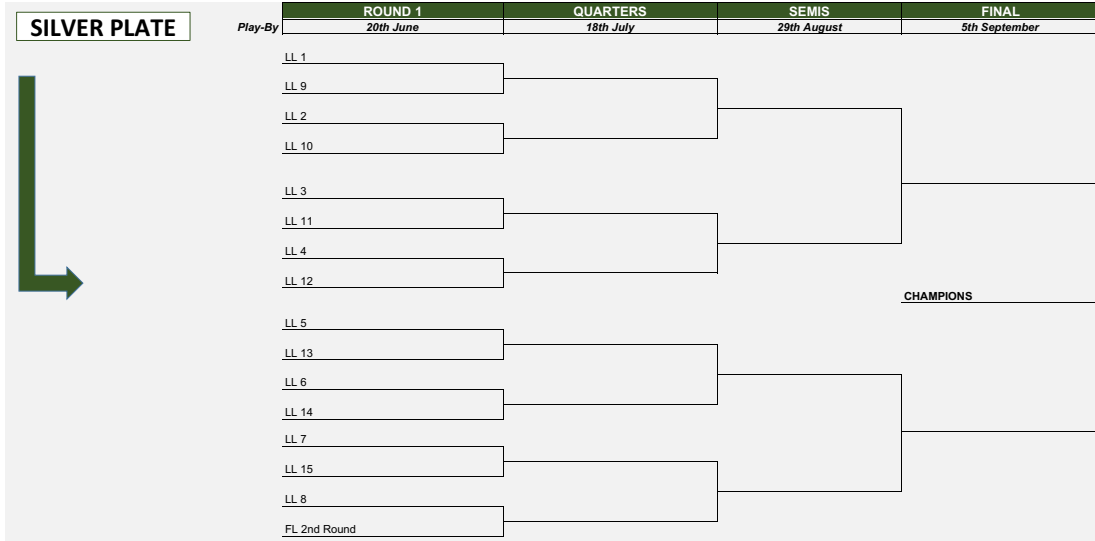 SILVER PLATE
ROUND 1 QUARTERS SEMIS FINAL
Play-By 20th June 18th July 29th August 5th September
LL 1
LL 9
LL 2
LL 10
LL 3
LL 11
LL 4
LL 12
CHAMPIONS
LL 5
LL 13
LL 6
LL 14
LL 7
LL 15
LL 8
FL 2nd Round